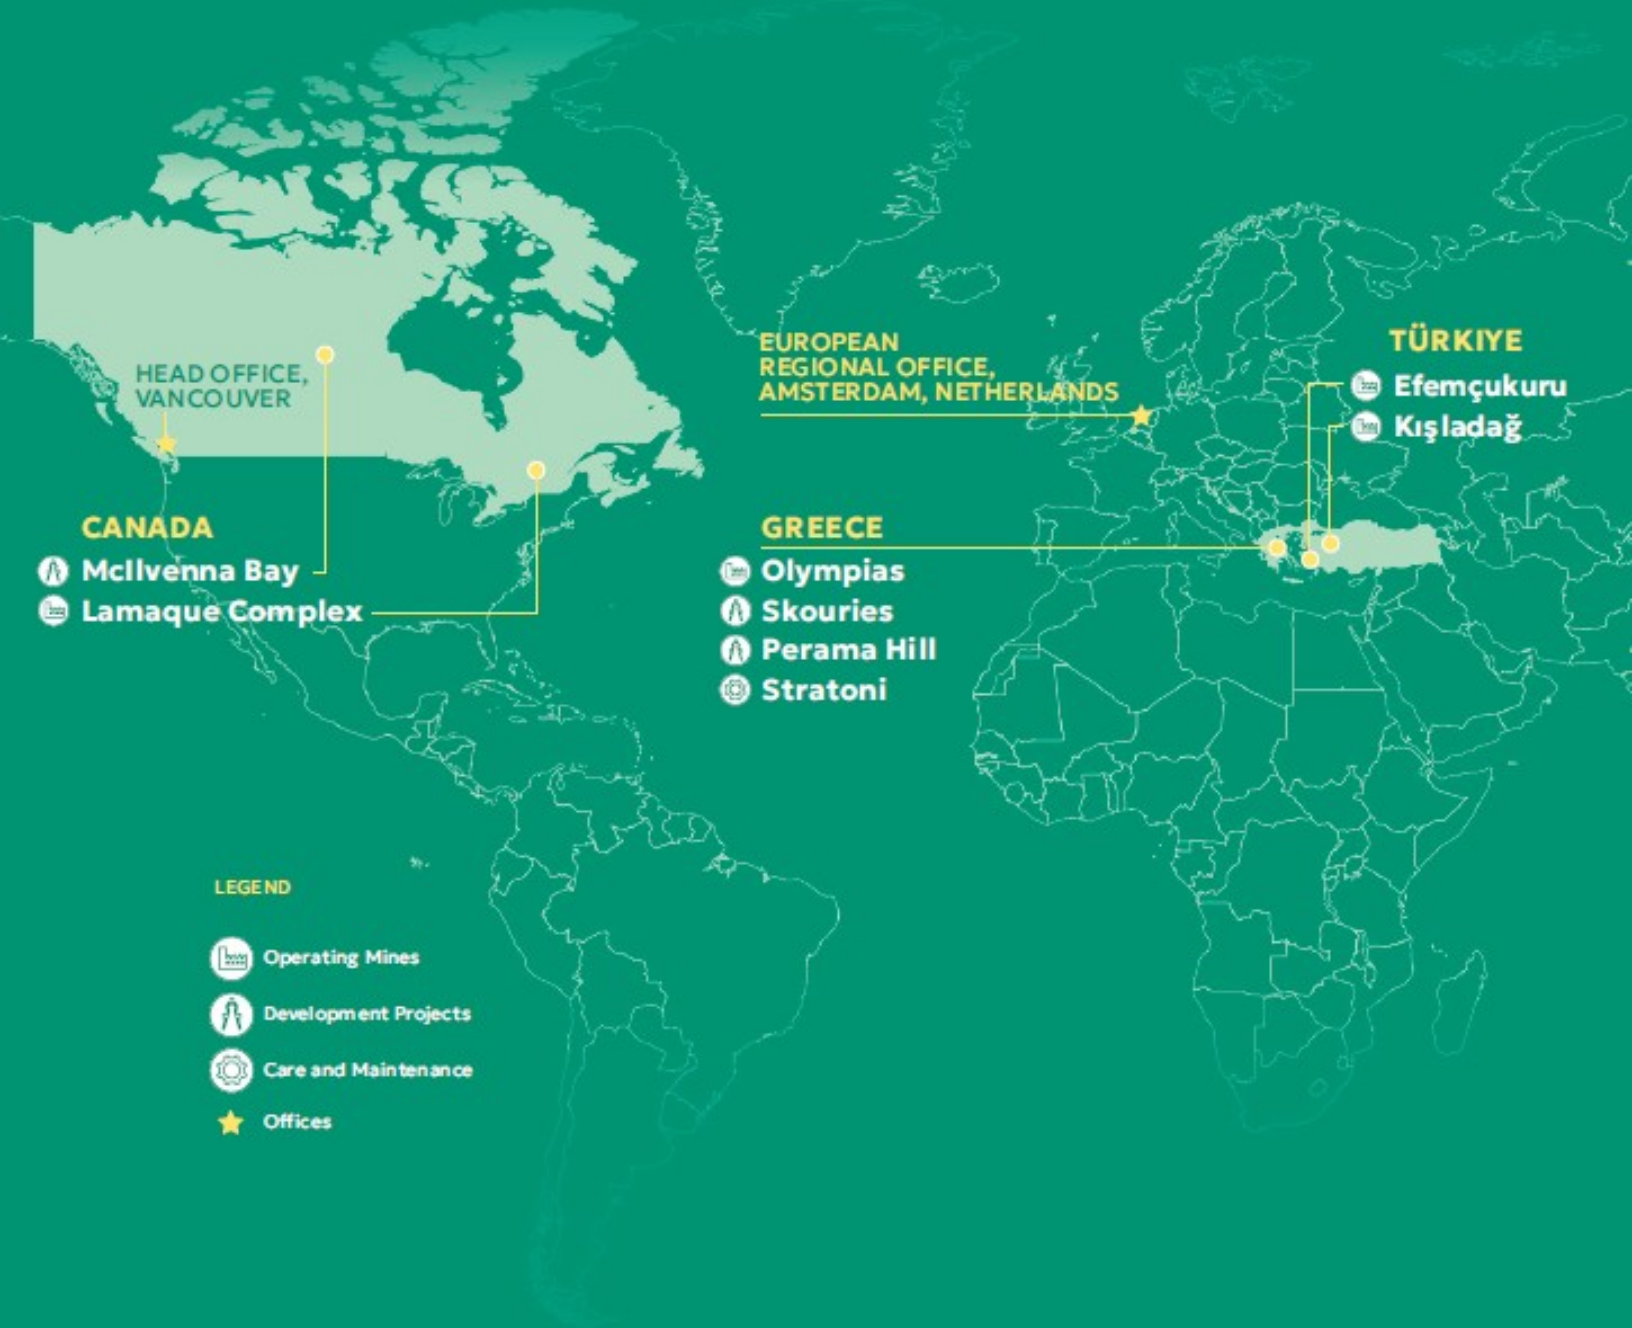 HEAD OFFICE,
VANCOUVER
CANADA
McIlvenna Bay
Lamaque Complex
EUROPEAN
REGIONAL OFFICE,
AMSTERDAM, NETHERLANDS
GREECE
Olympias
Skouries
Perama Hill
Stratoni
TÜRKIYE
Efemçukuru
Kışladağ
LEGEND
Operating Mines
Development Projects
Care and Maintenance
Offices